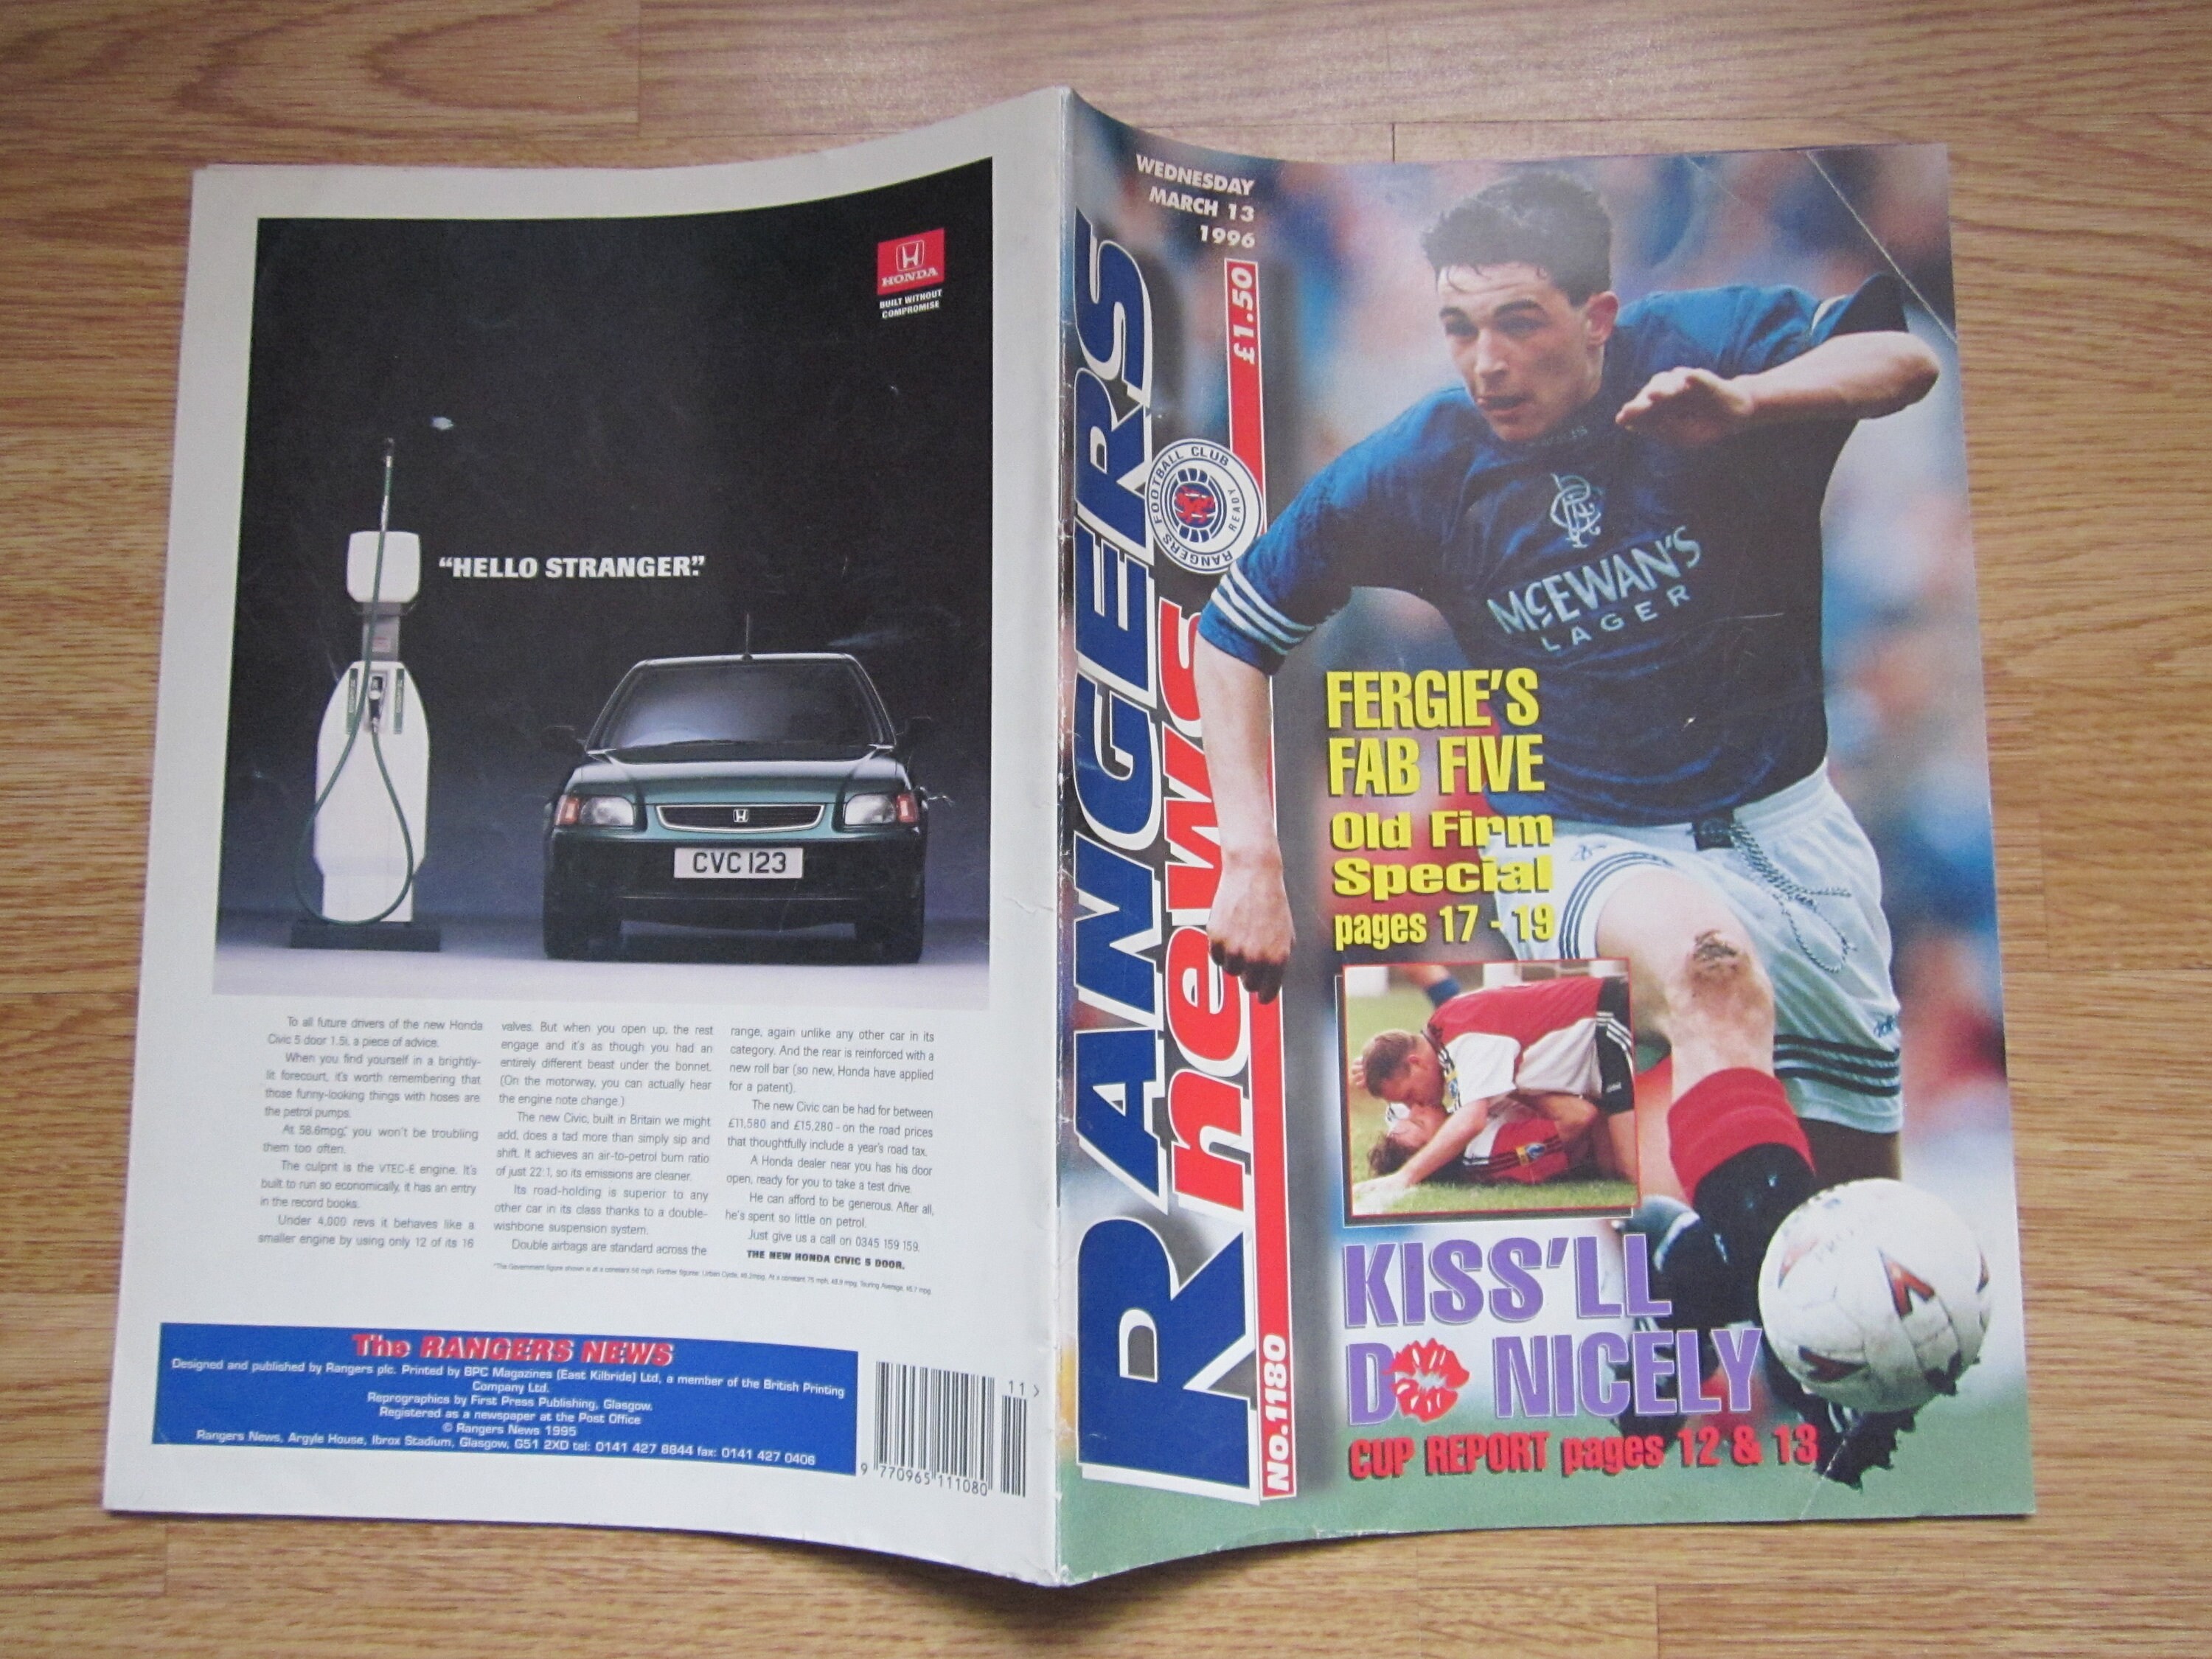 HONDA
BUILT WITHOUT
COMPROMISE
“HELLO STRANGER.”
CVC 123
To all future drivers of the new Honda
Civic 5 door 1.5i, a piece of advice.
When you find yourself in a brightly-
lit forecourt, it's worth remembering that
those funny-looking things with hoses are
the petrol pumps.
At 58.6mpg,* you won't be troubling
them too often.
The culprit is the VTEC-E engine. It's
built to run so economically, it has an entry
in the record books.
Under 4,000 revs it behaves like a
smaller engine by using only 12 of its 16
valves. But when you open up, the rest
engage and it's as though you had an
entirely different beast under the bonnet.
(On the motorway, you can actually hear
the engine note change.)
The new Civic, built in Britain we might
add, does a tad more than simply sip and
shift. It achieves an air-to-petrol burn ratio
of just 22:1, so its emissions are cleaner.
Its road-holding is superior to any
other car in its class thanks to a double-
wishbone suspension system.
Double airbags are standard across the
range, again unlike any other car in its
category. And the rear is reinforced with a
new roll bar (so new, Honda have applied
for a patent).
The new Civic can be had for between
£11,580 and £15,280 - on the road prices
that thoughtfully include a year's road tax.
A Honda dealer near you has his door
open, ready for you to take a test drive.
He can afford to be generous. After all,
he's spent so little on petrol.
Just give us a call on 0345 159 159.
THE NEW HONDA CIVIC 5 DOOR.
The RANGERS NEWS
Designed and published by Rangers plc. Printed by BPC Magazines (East Kilbride) Ltd, a member of the British Printing
Company Ltd.
Reprographics by First Press Publishing, Glasgow.
Registered as a newspaper at the Post Office
© Rangers News 1995
Rangers News, Argyle House, Ibrox Stadium, Glasgow, G51 2XD tel: 0141 427 8844 fax: 0141 427 0406
11 >
9 770965 111080
WEDNESDAY
MARCH 13
1996
£1.50
RANGERS
news
RANGERS FOOTBALL CLUB
READY
No.1180
McEWAN'S
LAGER
FERGIE'S
FAB FIVE
Old Firm
Special
pages 17 - 19
KISS'LL
DO NICELY
CUP REPORT pages 12 & 13